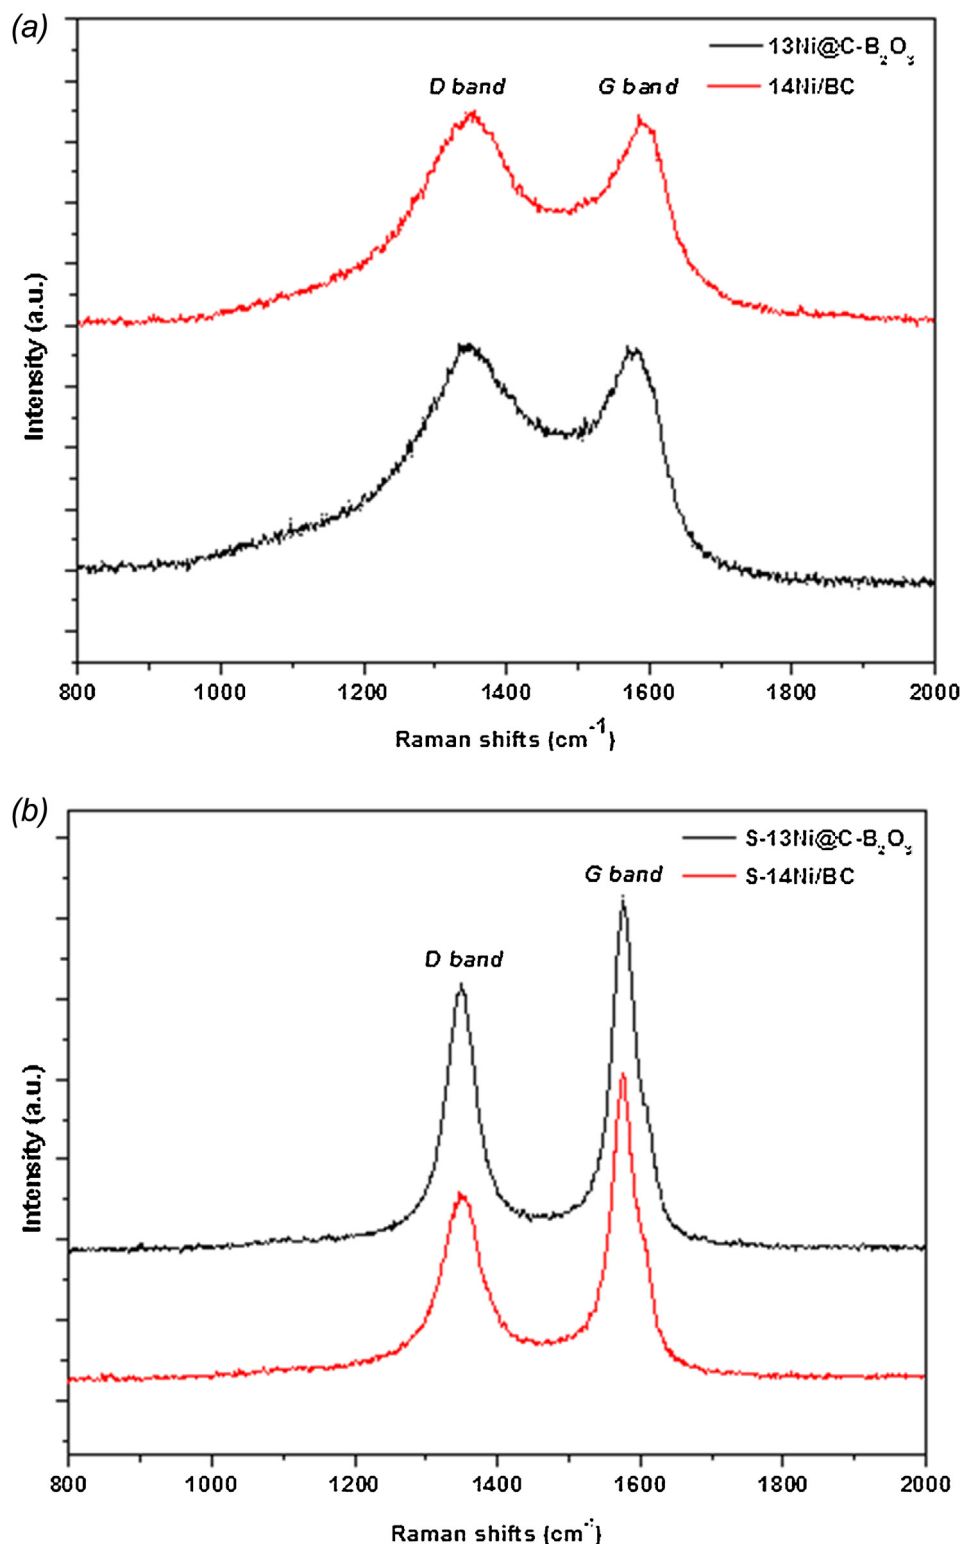 (a)
13Ni@C-B₂O₃
14Ni/BC
D band
G band
Intensity (a.u.)
800 1000 1200 1400 1600 1800 2000
Raman shifts (cm⁻¹)
(b)
S-13Ni@C-B₂O₃
S-14Ni/BC
G band
D band
Intensity (a.u.)
800 1000 1200 1400 1600 1800 2000
Raman shifts (cm⁻¹)